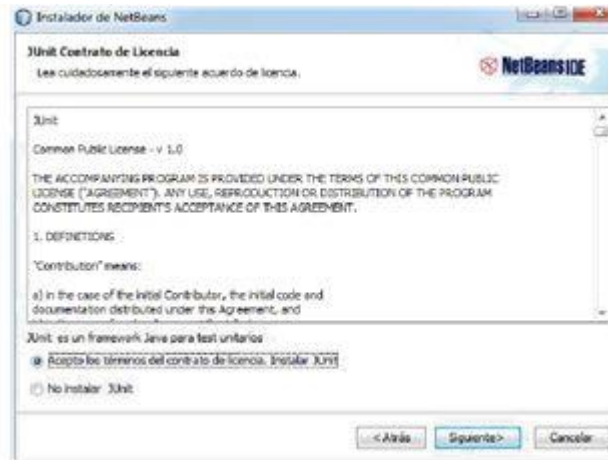 Instalador de NetBeans
JUnit Contrato de Licencia
Lea cuidadosamente el siguiente acuerdo de licencia.
NetBeans IDE
JUnit
Common Public License - v 1.0
THE ACCOMPANYING PROGRAM IS PROVIDED UNDER THE TERMS OF THIS COMMON PUBLIC
LICENSE ("AGREEMENT"). ANY USE, REPRODUCTION OR DISTRIBUTION OF THE PROGRAM
CONSTITUTES RECIPIENT'S ACCEPTANCE OF THIS AGREEMENT.
1. DEFINITIONS
"Contribution" means:
a) in the case of the initial Contributor, the initial code and
documentation distributed under this Agreement, and
JUnit es un framework Java para test unitarios
Acepto los términos del contrato de licencia. Instalar JUnit
No instalar JUnit
< Atrás
Siguiente>
Cancelar